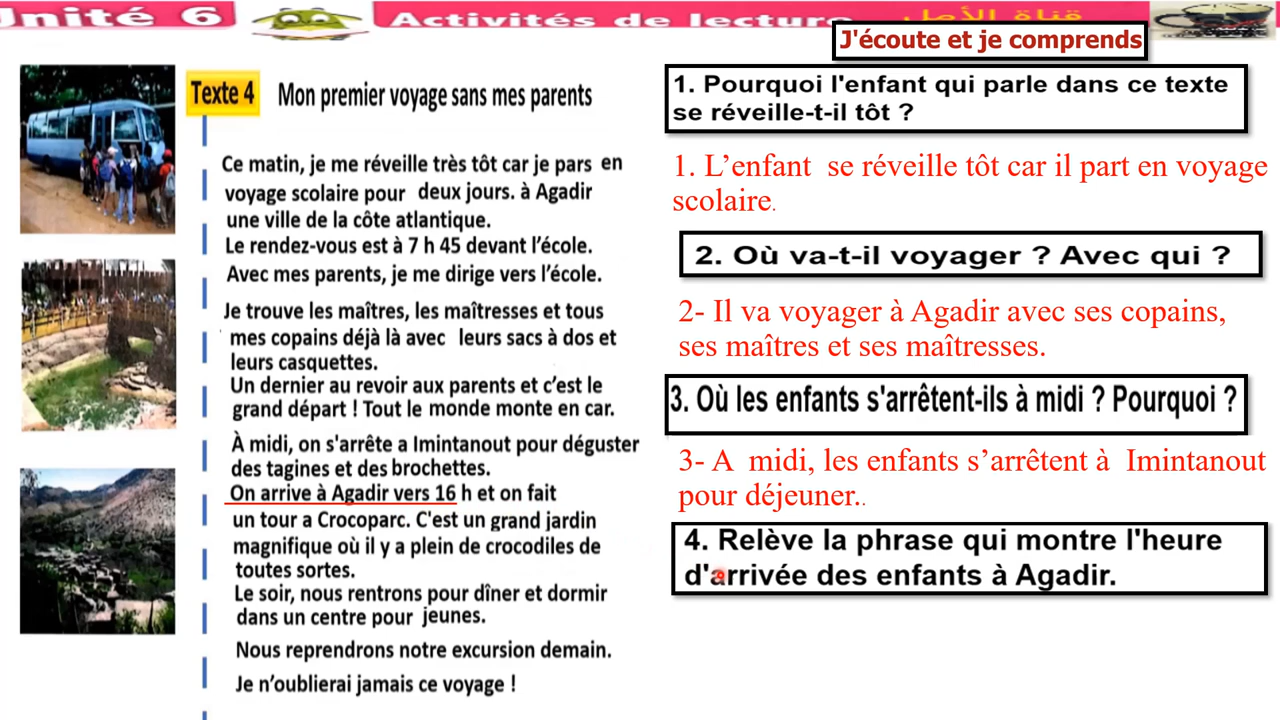 Unité 6
Activités de lecture
قناة الأصل
J'écoute et je comprends
Texte 4
Mon premier voyage sans mes parents
Ce matin, je me réveille très tôt car je pars en
voyage scolaire pour deux jours. à Agadir
une ville de la côte atlantique.
Le rendez-vous est à 7 h 45 devant l'école.
Avec mes parents, je me dirige vers l'école.
Je trouve les maîtres, les maîtresses et tous
mes copains déjà là avec leurs sacs à dos et
leurs casquettes.
Un dernier au revoir aux parents et c'est le
grand départ ! Tout le monde monte en car.
À midi, on s'arrête a Imintanout pour déguster
des tagines et des brochettes.
On arrive à Agadir vers 16 h et on fait
un tour a Crocoparc. C'est un grand jardin
magnifique où il y a plein de crocodiles de
toutes sortes.
Le soir, nous rentrons pour dîner et dormir
dans un centre pour jeunes.
Nous reprendrons notre excursion demain.
Je n'oublierai jamais ce voyage !
1. Pourquoi l'enfant qui parle dans ce texte
se réveille-t-il tôt ?
1. L'enfant se réveille tôt car il part en voyage
scolaire.
2. Où va-t-il voyager ? Avec qui ?
2- Il va voyager à Agadir avec ses copains,
ses maîtres et ses maîtresses.
3. Où les enfants s'arrêtent-ils à midi ? Pourquoi ?
3- A midi, les enfants s'arrêtent à Imintanout
pour déjeuner..
4. Relève la phrase qui montre l'heure
d'arrivée des enfants à Agadir.